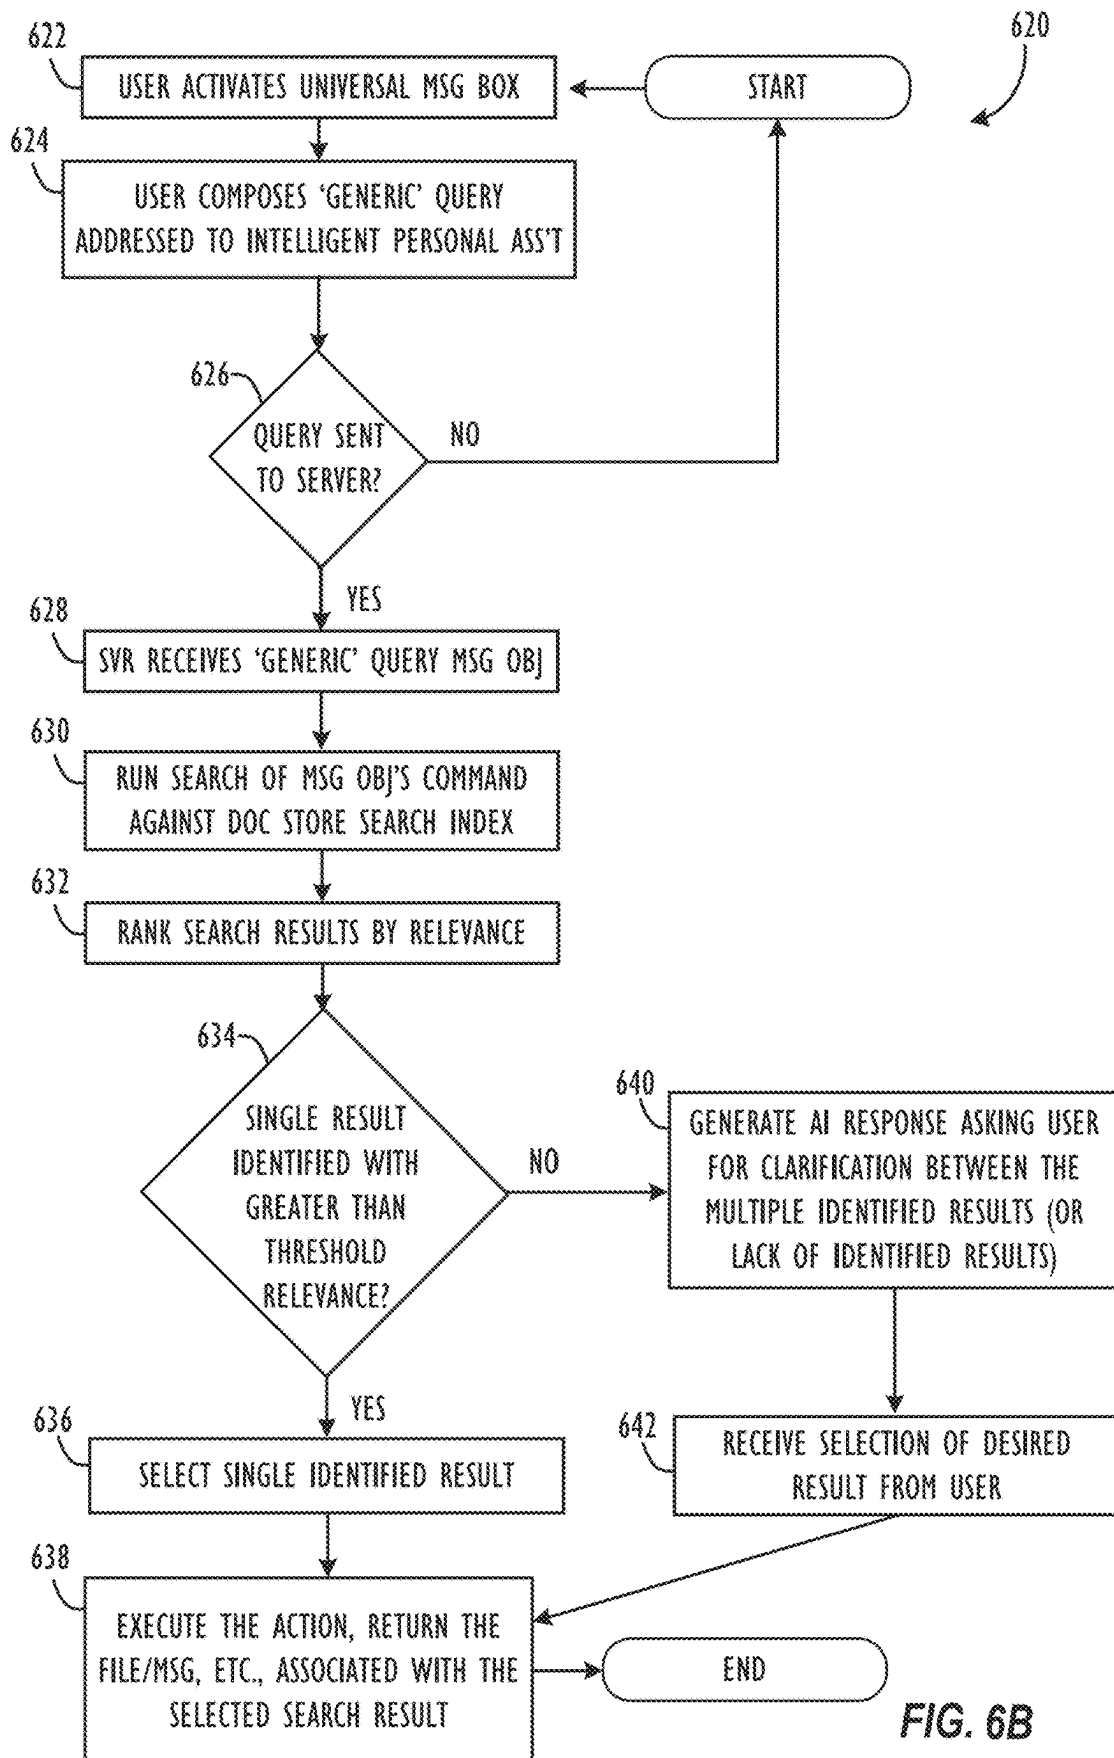 620
622
USER ACTIVATES UNIVERSAL MSG BOX
START
624
USER COMPOSES ‘GENERIC’ QUERY
ADDRESSED TO INTELLIGENT PERSONAL ASS’T
626
QUERY SENT
TO SERVER?
NO
YES
628
SVR RECEIVES ‘GENERIC’ QUERY MSG OBJ
630
RUN SEARCH OF MSG OBJ’S COMMAND
AGAINST DOC STORE SEARCH INDEX
632
RANK SEARCH RESULTS BY RELEVANCE
634
SINGLE RESULT
IDENTIFIED WITH
GREATER THAN
THRESHOLD
RELEVANCE?
NO
640
GENERATE AI RESPONSE ASKING USER
FOR CLARIFICATION BETWEEN THE
MULTIPLE IDENTIFIED RESULTS (OR
LACK OF IDENTIFIED RESULTS)
YES
636
SELECT SINGLE IDENTIFIED RESULT
642
RECEIVE SELECTION OF DESIRED
RESULT FROM USER
638
EXECUTE THE ACTION, RETURN THE
FILE/MSG, ETC., ASSOCIATED WITH THE
SELECTED SEARCH RESULT
END
FIG. 6B